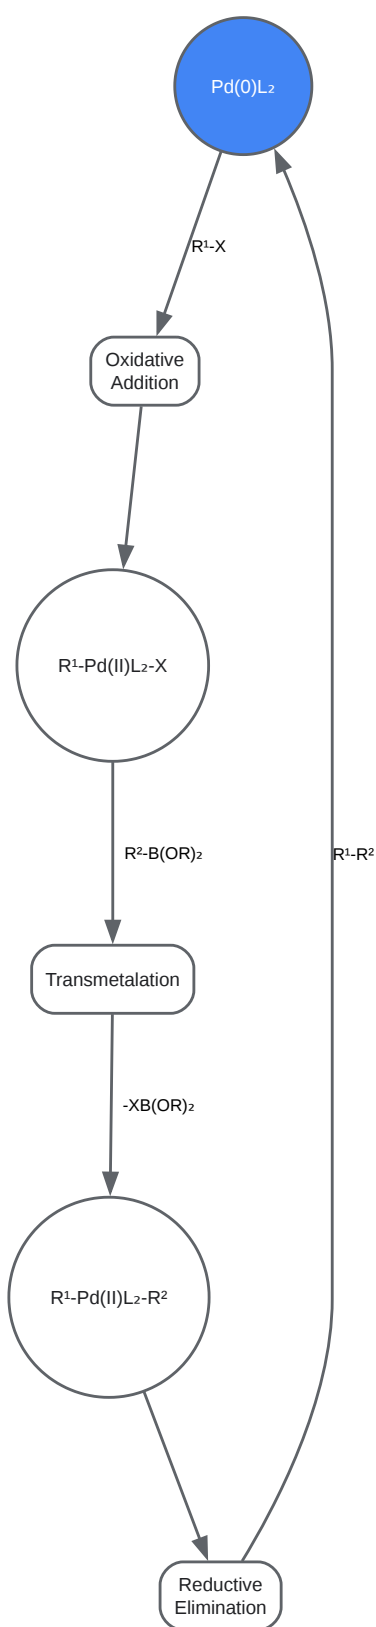 Pd(0)L₂
R¹-X
Oxidative
Addition
R¹-Pd(II)L₂-X
R²-B(OR)₂
R¹-R²
Transmetalation
-XB(OR)₂
R¹-Pd(II)L₂-R²
Reductive
Elimination